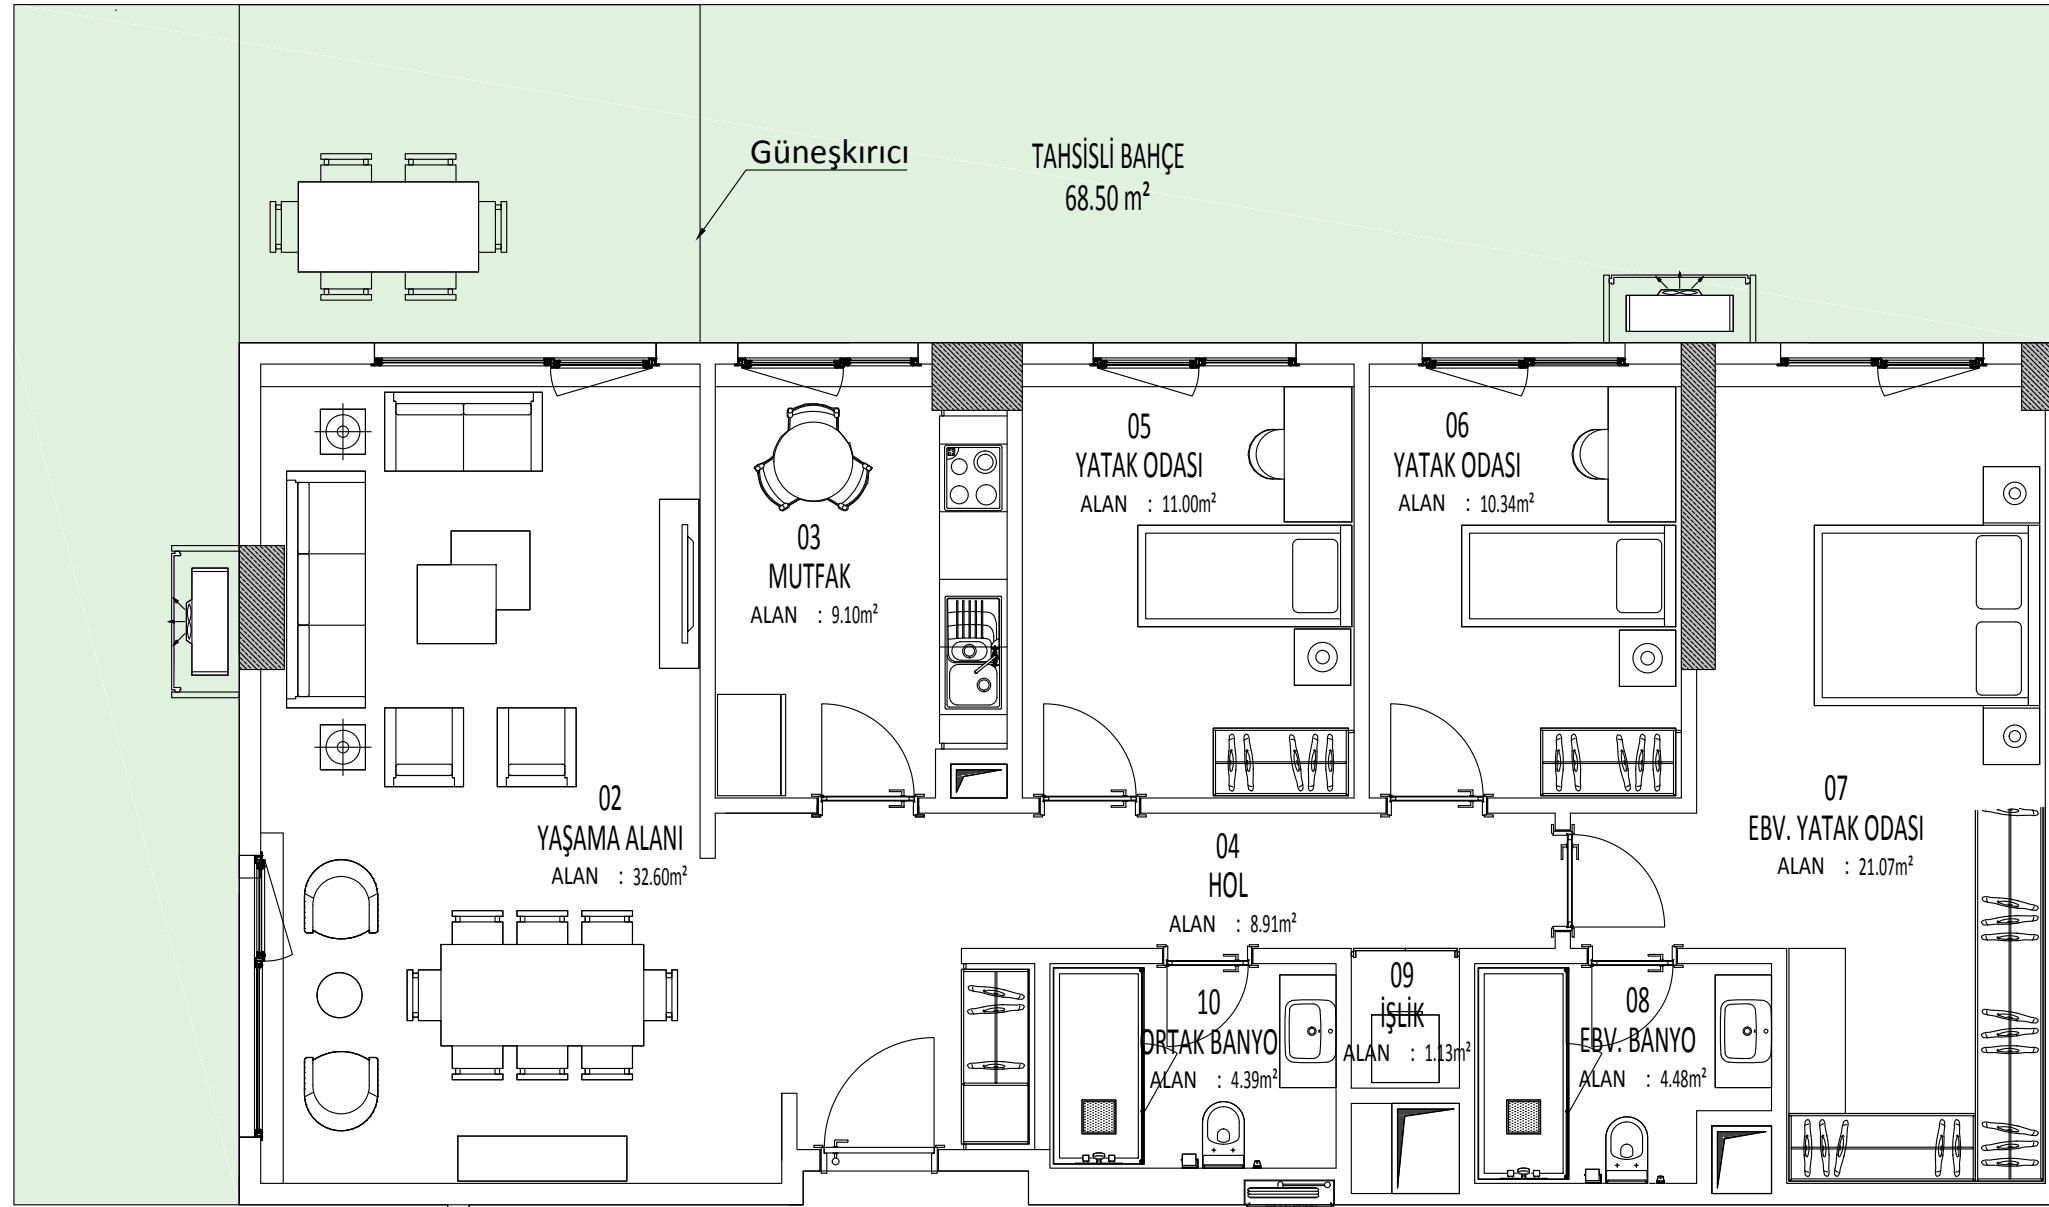 Güneşkırıcı
TAHSİSLİ BAHÇE
68.50 m²
05
YATAK ODASI
ALAN : 11.00m²
06
YATAK ODASI
ALAN : 10.34m²
03
MUTFAK
ALAN : 9.10m²
02
YAŞAMA ALANI
ALAN : 32.60m²
07
EBV. YATAK ODASI
ALAN : 21.07m²
04
HOL
ALAN : 8.91m²
10
ORTAK BANYO
ALAN : 4.39m²
09
İŞLİK
ALAN : 1.13m²
08
EBV. BANYO
ALAN : 4.48m²